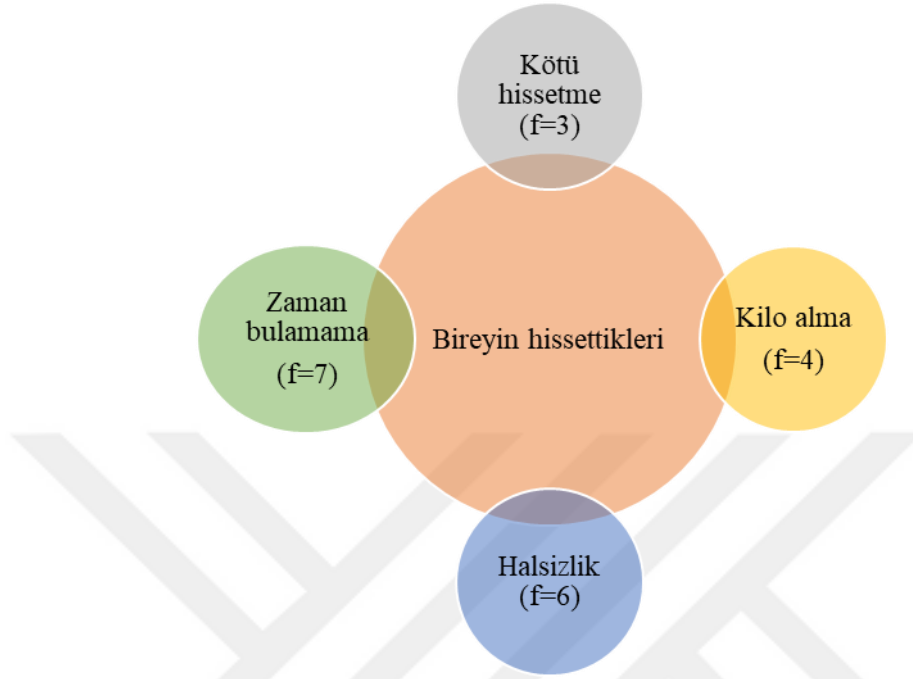 Kötü
hissetme
(f=3)
Zaman
bulamama
(f=7)
Bireyin hissettikleri
Kilo alma
(f=4)
Halsizlik
(f=6)